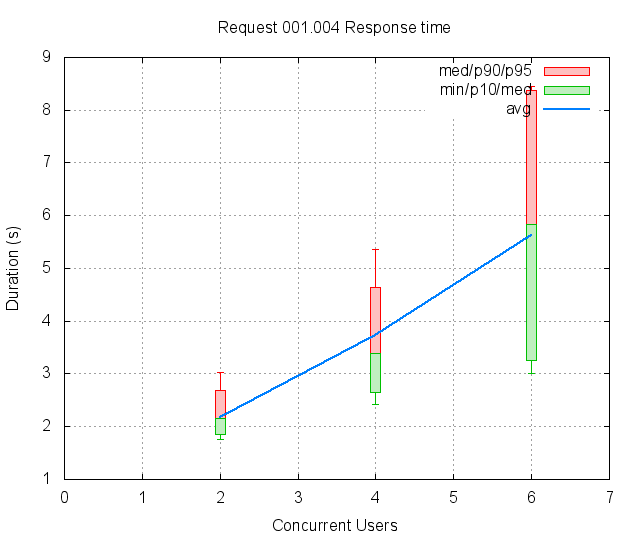 Request 001.004 Response time
9
8
7
6
5
4
3
2
1
Duration (s)
med/p90/p95
min/p10/med
avg
0 1 2 3 4 5 6 7
Concurrent Users